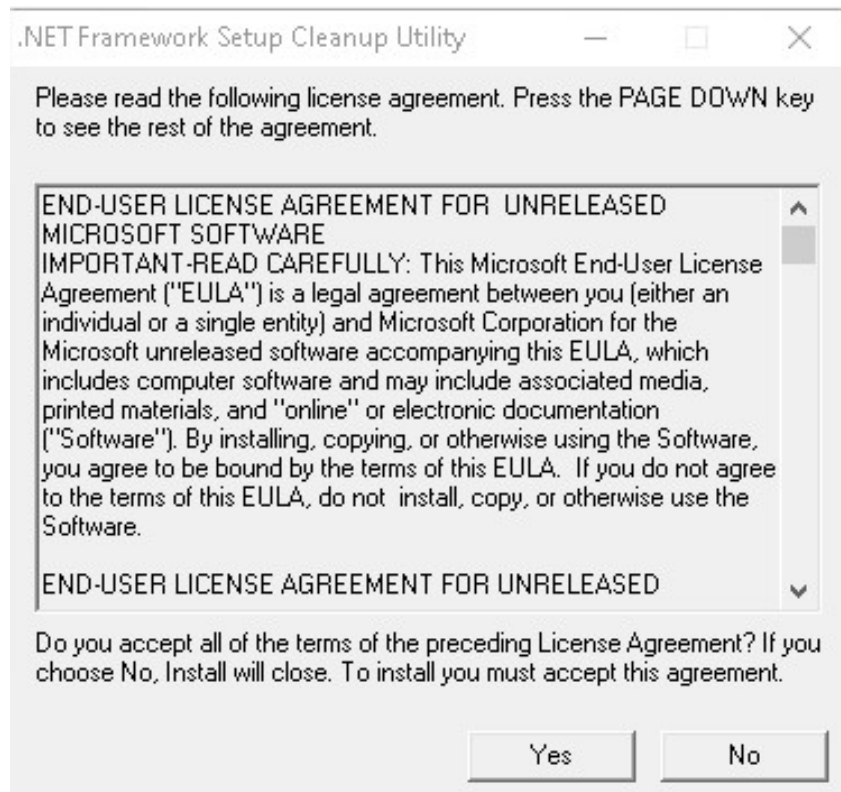 .NET Framework Setup Cleanup Utility
Please read the following license agreement. Press the PAGE DOWN key
to see the rest of the agreement.
END-USER LICENSE AGREEMENT FOR  UNRELEASED
MICROSOFT SOFTWARE
IMPORTANT-READ CAREFULLY: This Microsoft End-User License
Agreement ("EULA") is a legal agreement between you (either an
individual or a single entity) and Microsoft Corporation for the
Microsoft unreleased software accompanying this EULA, which
includes computer software and may include associated media,
printed materials, and "online" or electronic documentation
("Software"). By installing, copying, or otherwise using the Software,
you agree to be bound by the terms of this EULA.  If you do not agree
to the terms of this EULA, do not  install, copy, or otherwise use the
Software.
END-USER LICENSE AGREEMENT FOR UNRELEASED
Do you accept all of the terms of the preceding License Agreement? If you
choose No, Install will close. To install you must accept this agreement.
Yes
No